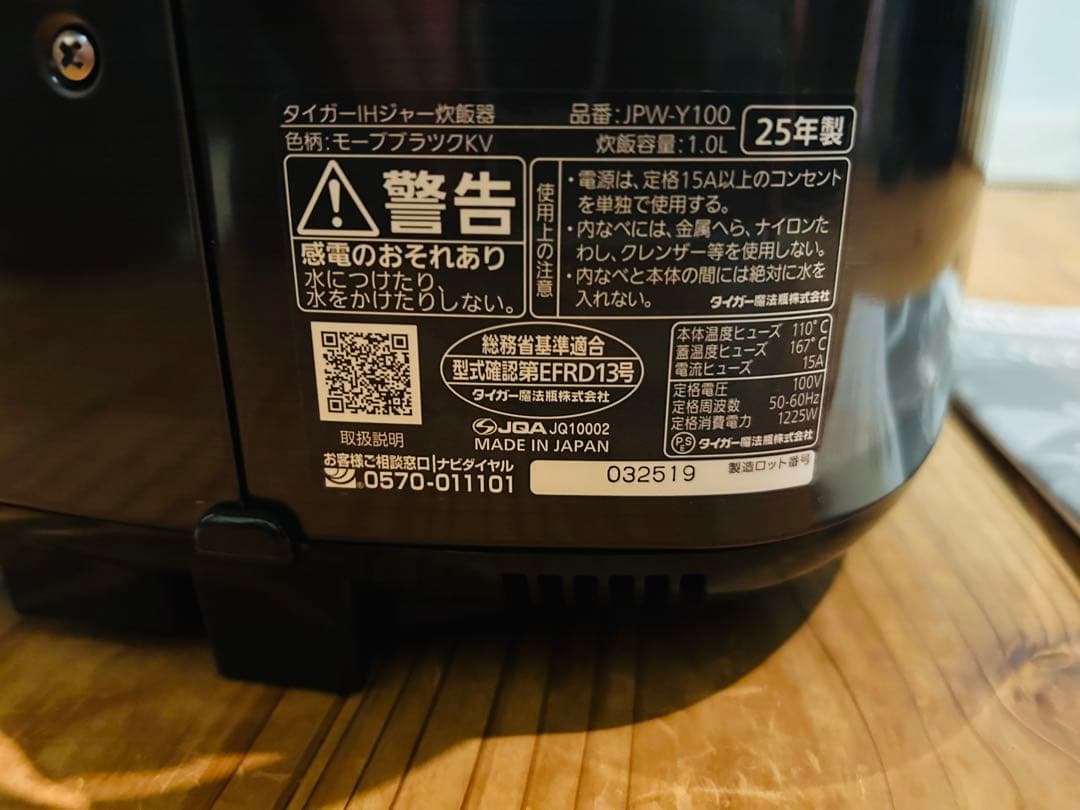 タイガーIHジャー炊飯器
品番:JPW-Y100
色柄:モーブブラックKV
炊飯容量:1.0L
25年製
警告
感電のおそれあり
水につけたり、
水をかけたりしない。
使用上の注意
・電源は、定格15A以上のコンセント
を単独で使用する。
・内なべには、金属へら、ナイロンた
わし、クレンザー等を使用しない。
・内なべと本体の間には絶対に水を
入れない。
タイガー魔法瓶株式会社
取扱説明
総務省基準適合
型式確認第EFRD13号
タイガー魔法瓶株式会社
JQA JQ10002
MADE IN JAPAN
本体温度ヒューズ 110℃
蓋温度ヒューズ 167℃
電流ヒューズ 15A
定格電圧 100V
定格周波数 50-60Hz
定格消費電力 1225W
PSE タイガー魔法瓶株式会社
お客様ご相談窓口 ナビダイヤル
0570-011101
032519
製造ロット番号